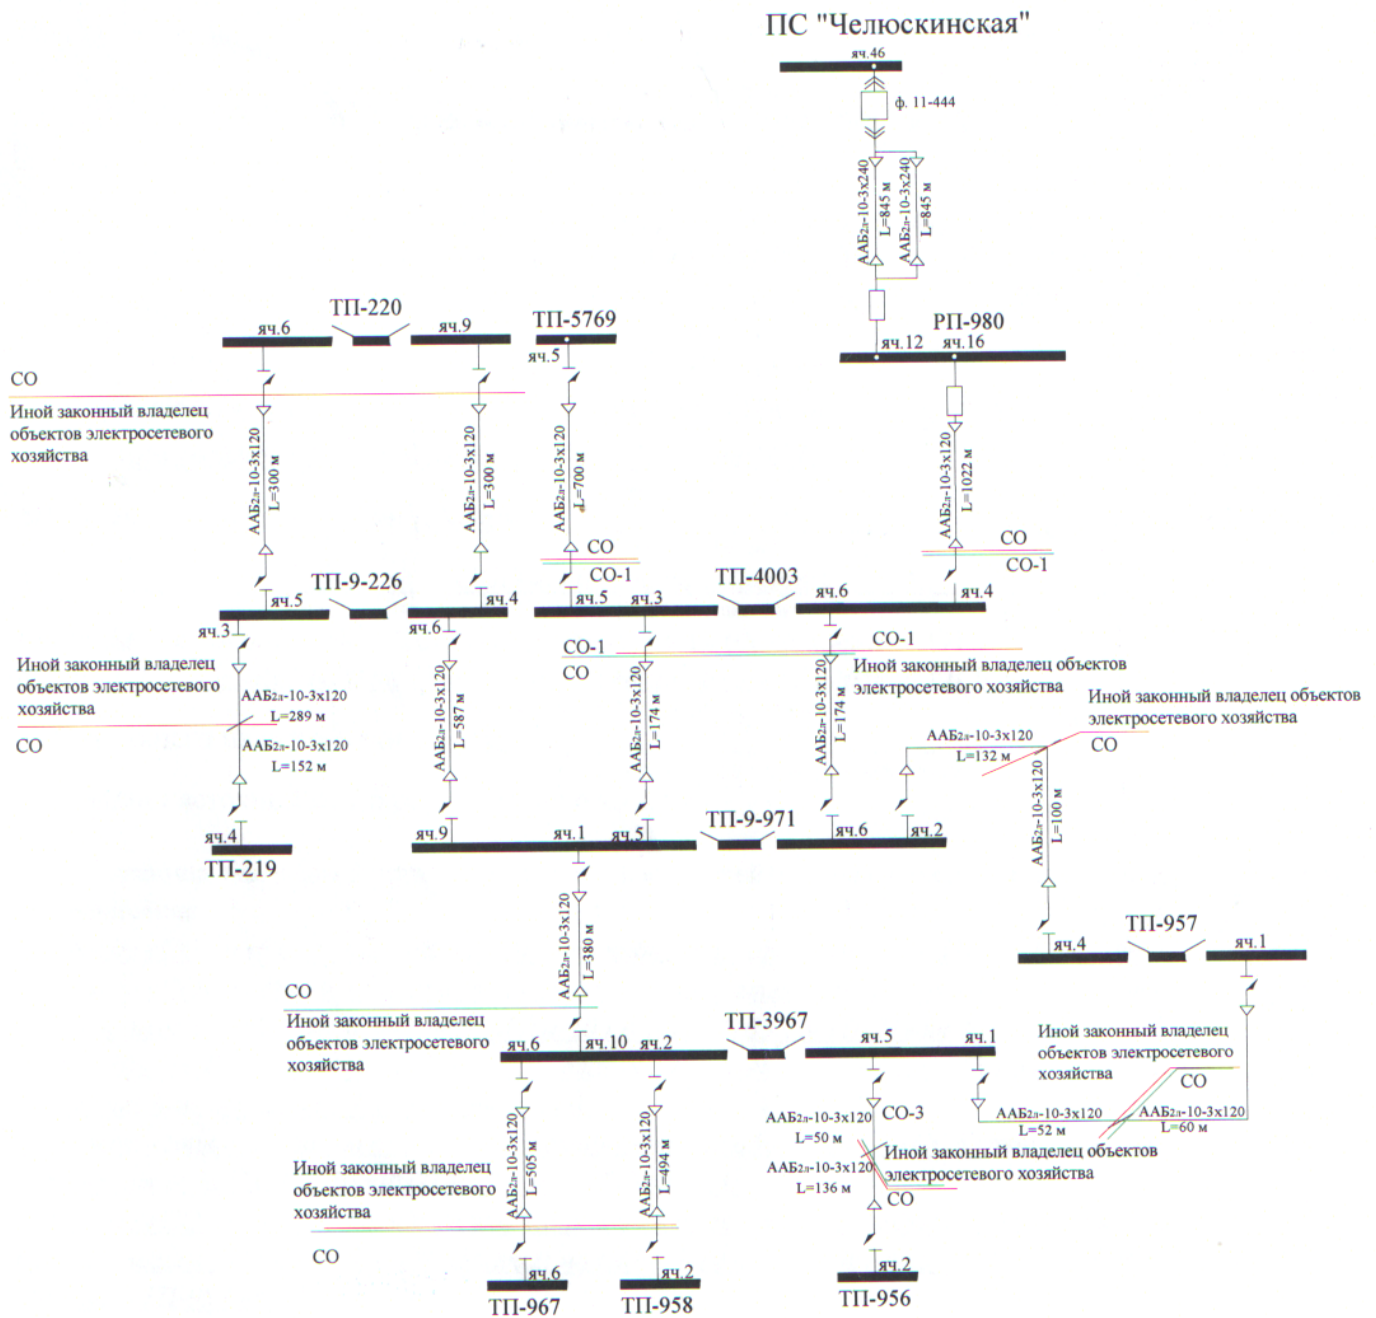 ПС "Челюскинская"
яч.46
ф. 11-444
ААБ2л-10-3х240
L=845 м
ААБ2л-10-3х240
L=845 м
ТП-220
яч.6
яч.9
ТП-5769
яч.5
РП-980
яч.12
яч.16
СО
Иной законный владелец
объектов электросетевого
хозяйства
ААБ2л-10-3х120
L=300 м
ААБ2л-10-3х120
L=300 м
ААБ2л-10-3х120
L=700 м
ААБ2л-10-3х120
L=1022 м
СО
СО-1
СО
СО-1
ТП-9-226
яч.5
яч.4
ТП-4003
яч.5
яч.3
яч.6
яч.4
яч.3
яч.6
Иной законный владелец
объектов электросетевого
хозяйства
СО
ААБ2л-10-3х120
L=289 м
ААБ2л-10-3х120
L=152 м
ААБ2л-10-3х120
L=587 м
СО-1
СО
ААБ2л-10-3х120
L=174 м
СО-1
Иной законный владелец объектов
электросетевого хозяйства
ААБ2л-10-3х120
L=174 м
Иной законный владелец объектов
электросетевого хозяйства
СО
ААБ2л-10-3х120
L=132 м
ААБ2л-10-3х120
L=100 м
яч.4
ТП-219
ТП-9-971
яч.9
яч.1
яч.5
яч.6
яч.2
ААБ2л-10-3х120
L=380 м
ТП-957
яч.4
яч.1
СО
Иной законный владелец
объектов электросетевого
хозяйства
ТП-3967
яч.6
яч.10
яч.2
яч.5
яч.1
Иной законный владелец
объектов электросетевого
хозяйства
СО
ААБ2л-10-3х120
L=52 м
ААБ2л-10-3х120
L=60 м
ААБ2л-10-3х120
L=50 м
СО-3
ААБ2л-10-3х120
L=136 м
Иной законный владелец объектов
электросетевого хозяйства
СО
ААБ2л-10-3х120
L=505 м
ААБ2л-10-3х120
L=494 м
Иной законный владелец
объектов электросетевого
хозяйства
СО
яч.6
ТП-967
яч.2
ТП-958
яч.2
ТП-956